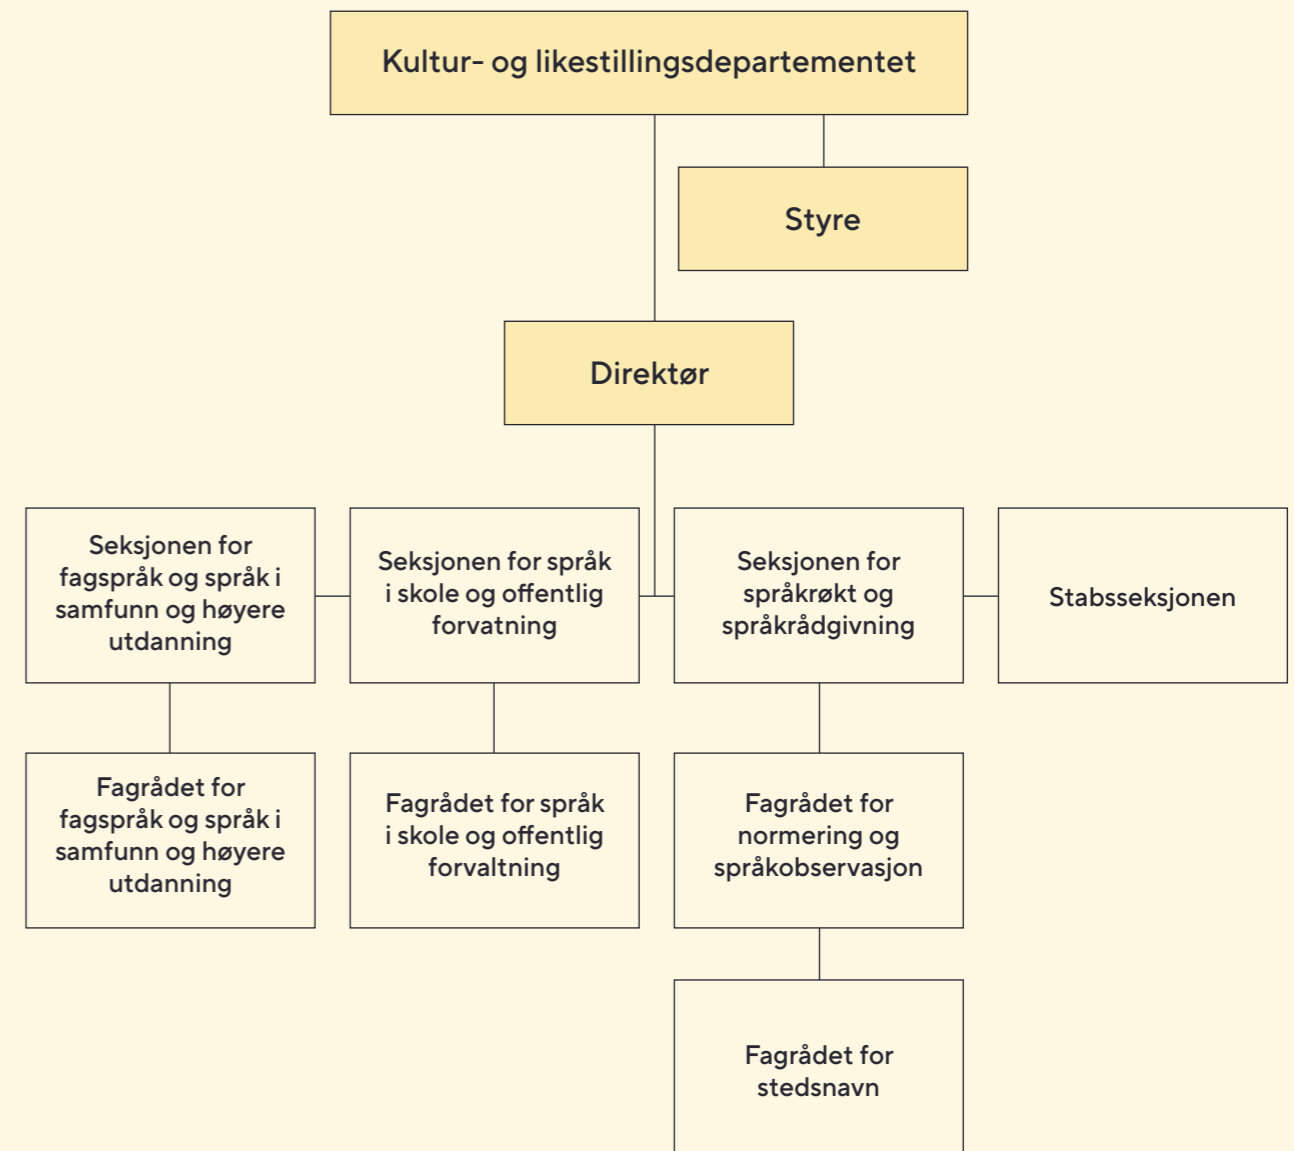 Kultur- og likestillingsdepartementet
Styre
Direktør
Seksjonen for
fagspråk og språk i
samfunn og høyere
utdanning
Seksjonen for språk
i skole og offentlig
forvatning
Seksjonen for
språkrøkt og
språkrådgivning
Stabsseksjonen
Fagrådet for
fagspråk og språk i
samfunn og høyere
utdanning
Fagrådet for språk
i skole og offentlig
forvaltning
Fagrådet for
normering og
språkobservasjon
Fagrådet for
stedsnavn